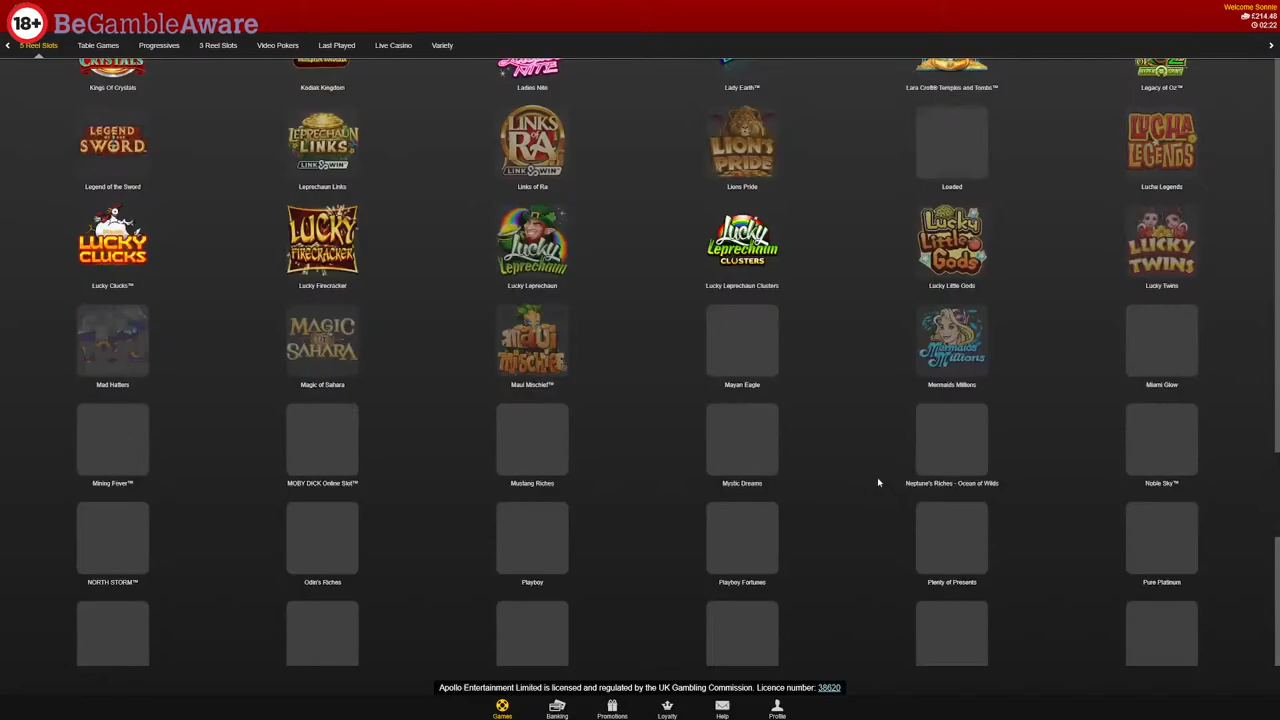 18+ BeGambleAware
Welcome Sonnie
£214.46
02:22
5 Reel Slots Table Games Progressives 3 Reel Slots Video Pokers Last Played Live Casino Variety
CRYSTALS NITE
Kings Of Crystals Kodiak Kingdom Ladies Nite Lady Earth™ Lara Croft® Temples and Tombs™ Legacy of Oz™
LEGEND OF THE SWORD LEPRECHAUN LINKS LINK & WIN LINKS OF RA LINK & WIN LION'S PRIDE LUCHA LEGENDS
Legend of the Sword Leprechaun Links Links of Ra Lions Pride Loaded Lucha Legends
LUCKY CLUCKS LUCKY FIRECRACKER Lucky Leprechaun Lucky Leprechaun CLUSTERS Lucky Little Gods LUCKY TWINS
Lucky Clucks™ Lucky Firecracker Lucky Leprechaun Lucky Leprechaun Clusters Lucky Little Gods Lucky Twins
MAGIC OF SAHARA Maui MISCHIEF Mermaids Millions
Mad Hatters Magic of Sahara Maui Mischief™ Mayan Eagle Mermaids Millions Miami Glow
Mining Fever™ MOBY DICK Online Slot™ Mustang Riches Mystic Dreams Neptune's Riches - Ocean of Wilds Noble Sky™
NORTH STORM™ Odin's Riches Playboy Playboy Fortunes Plenty of Presents Pure Platinum
Apollo Entertainment Limited is licensed and regulated by the UK Gambling Commission. Licence number: 38620
Games Banking Promotions Loyalty Help Profile